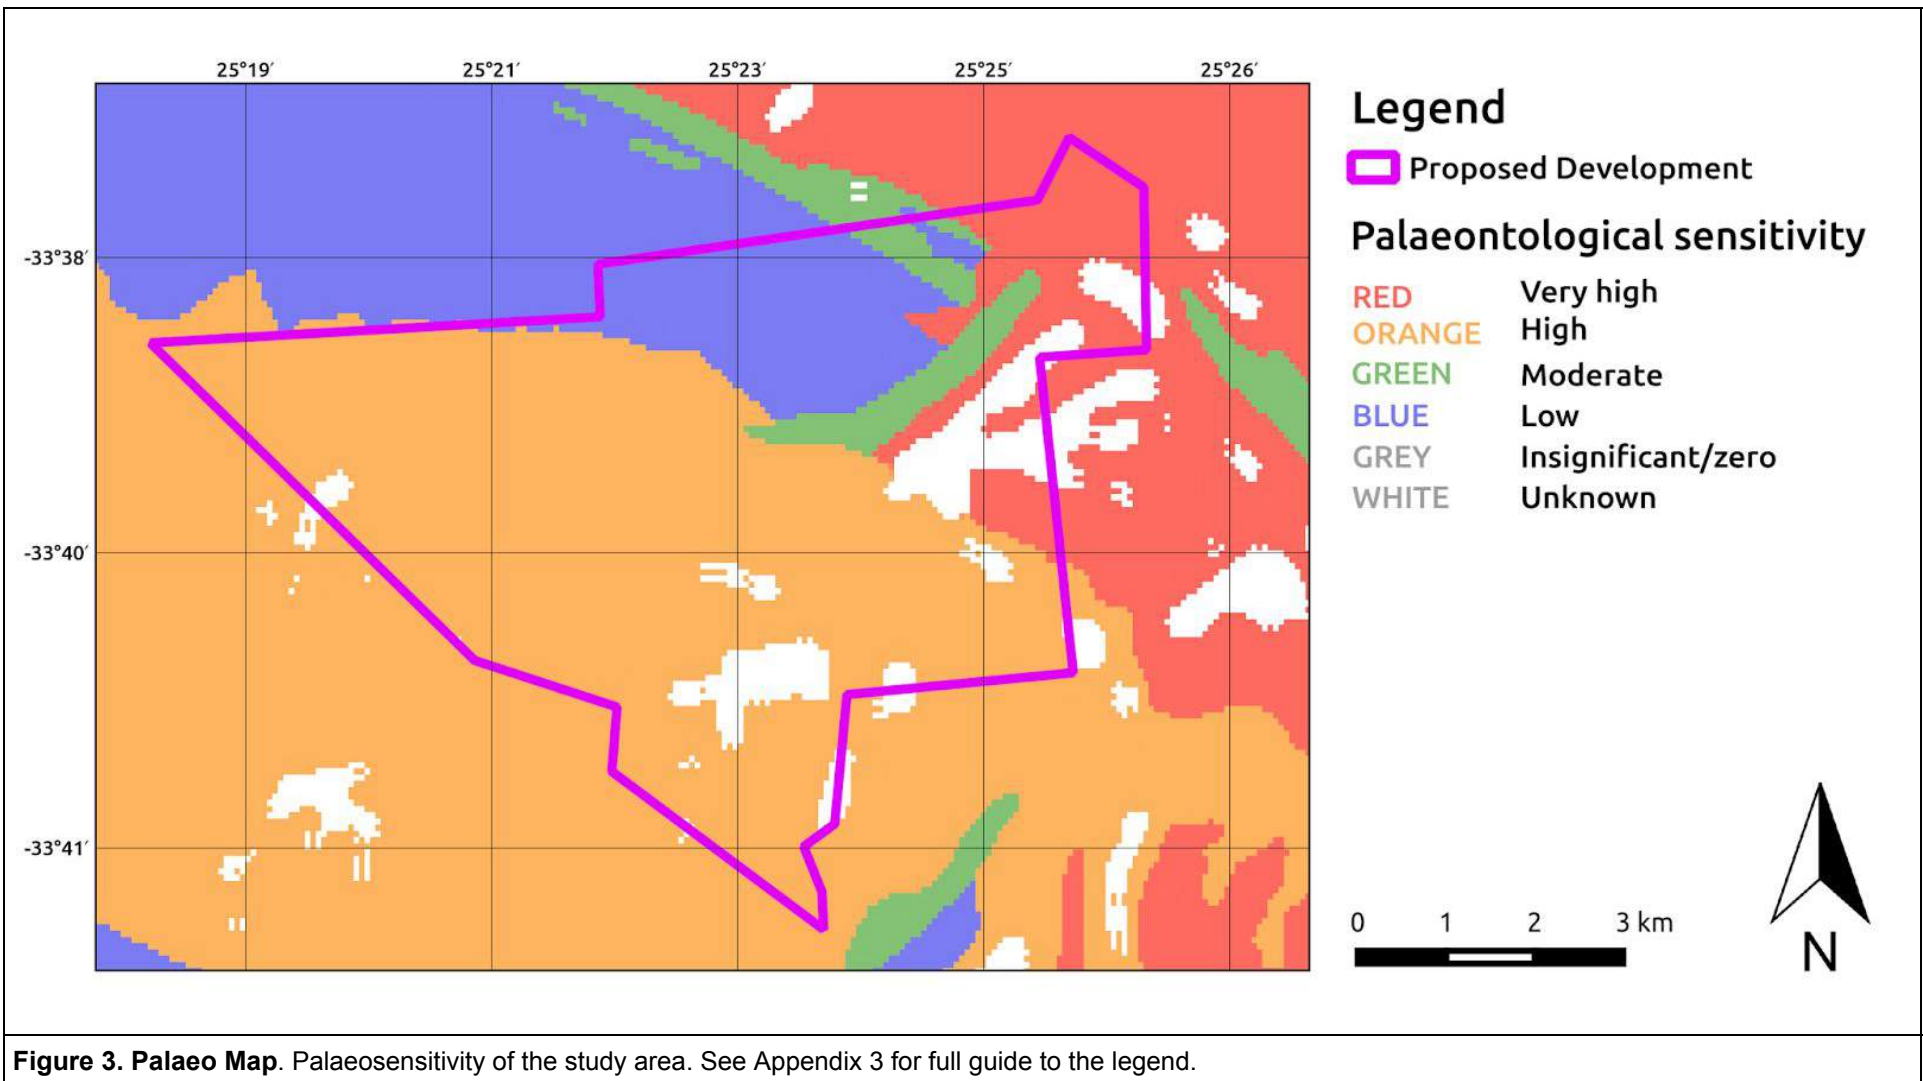 25°19′ 25°21′ 25°23′ 25°25′ 25°26′
-33°38′
-33°40′
-33°41′
Legend
Proposed Development
Palaeontological sensitivity
RED Very high
ORANGE High
GREEN Moderate
BLUE Low
GREY Insignificant/zero
WHITE Unknown
0 1 2 3 km
N
Figure 3. Palaeo Map. Palaeosensitivity of the study area. See Appendix 3 for full guide to the legend.